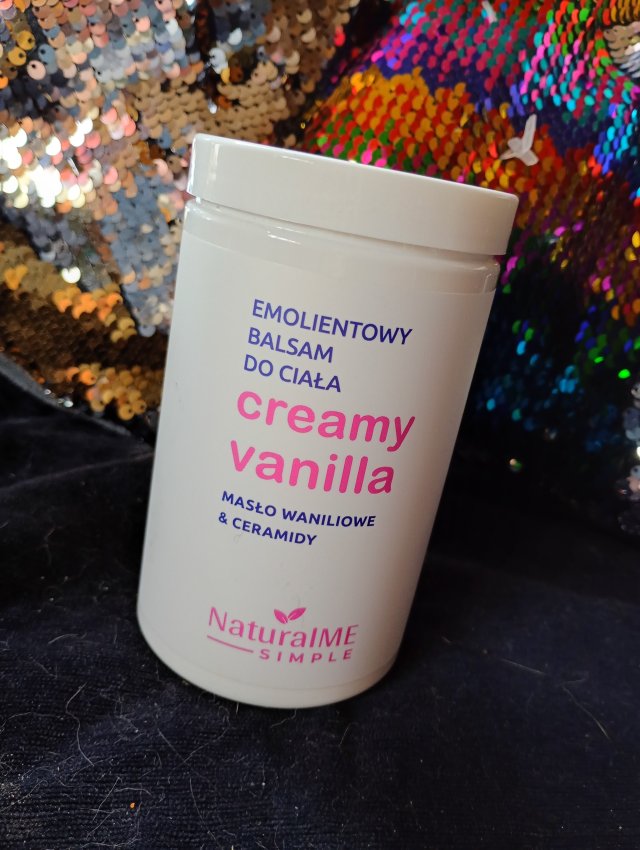 EMOLIENTOWY
BALSAM
DO CIAŁA
creamy
vanilla
MASŁO WANILIOWE
& CERAMIDY
NaturalME
SIMPLE